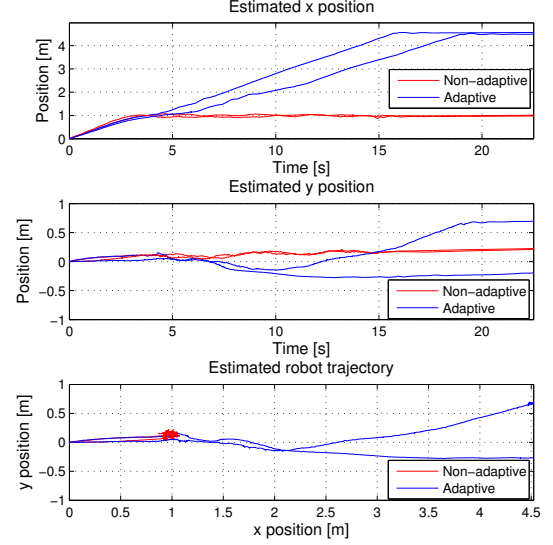 Estimated x position
Position [m]
4
3
2
1
0
Non-adaptive
Adaptive
0 5 10 15 20
Time [s]
Estimated y position
Position [m]
1
0.5
0
−0.5
−1
Non-adaptive
Adaptive
0 5 10 15 20
Time [s]
Estimated robot trajectory
y position [m]
1
0.5
0
−0.5
−1
Non-adaptive
Adaptive
0 0.5 1 1.5 2 2.5 3 3.5 4 4.5
x position [m]